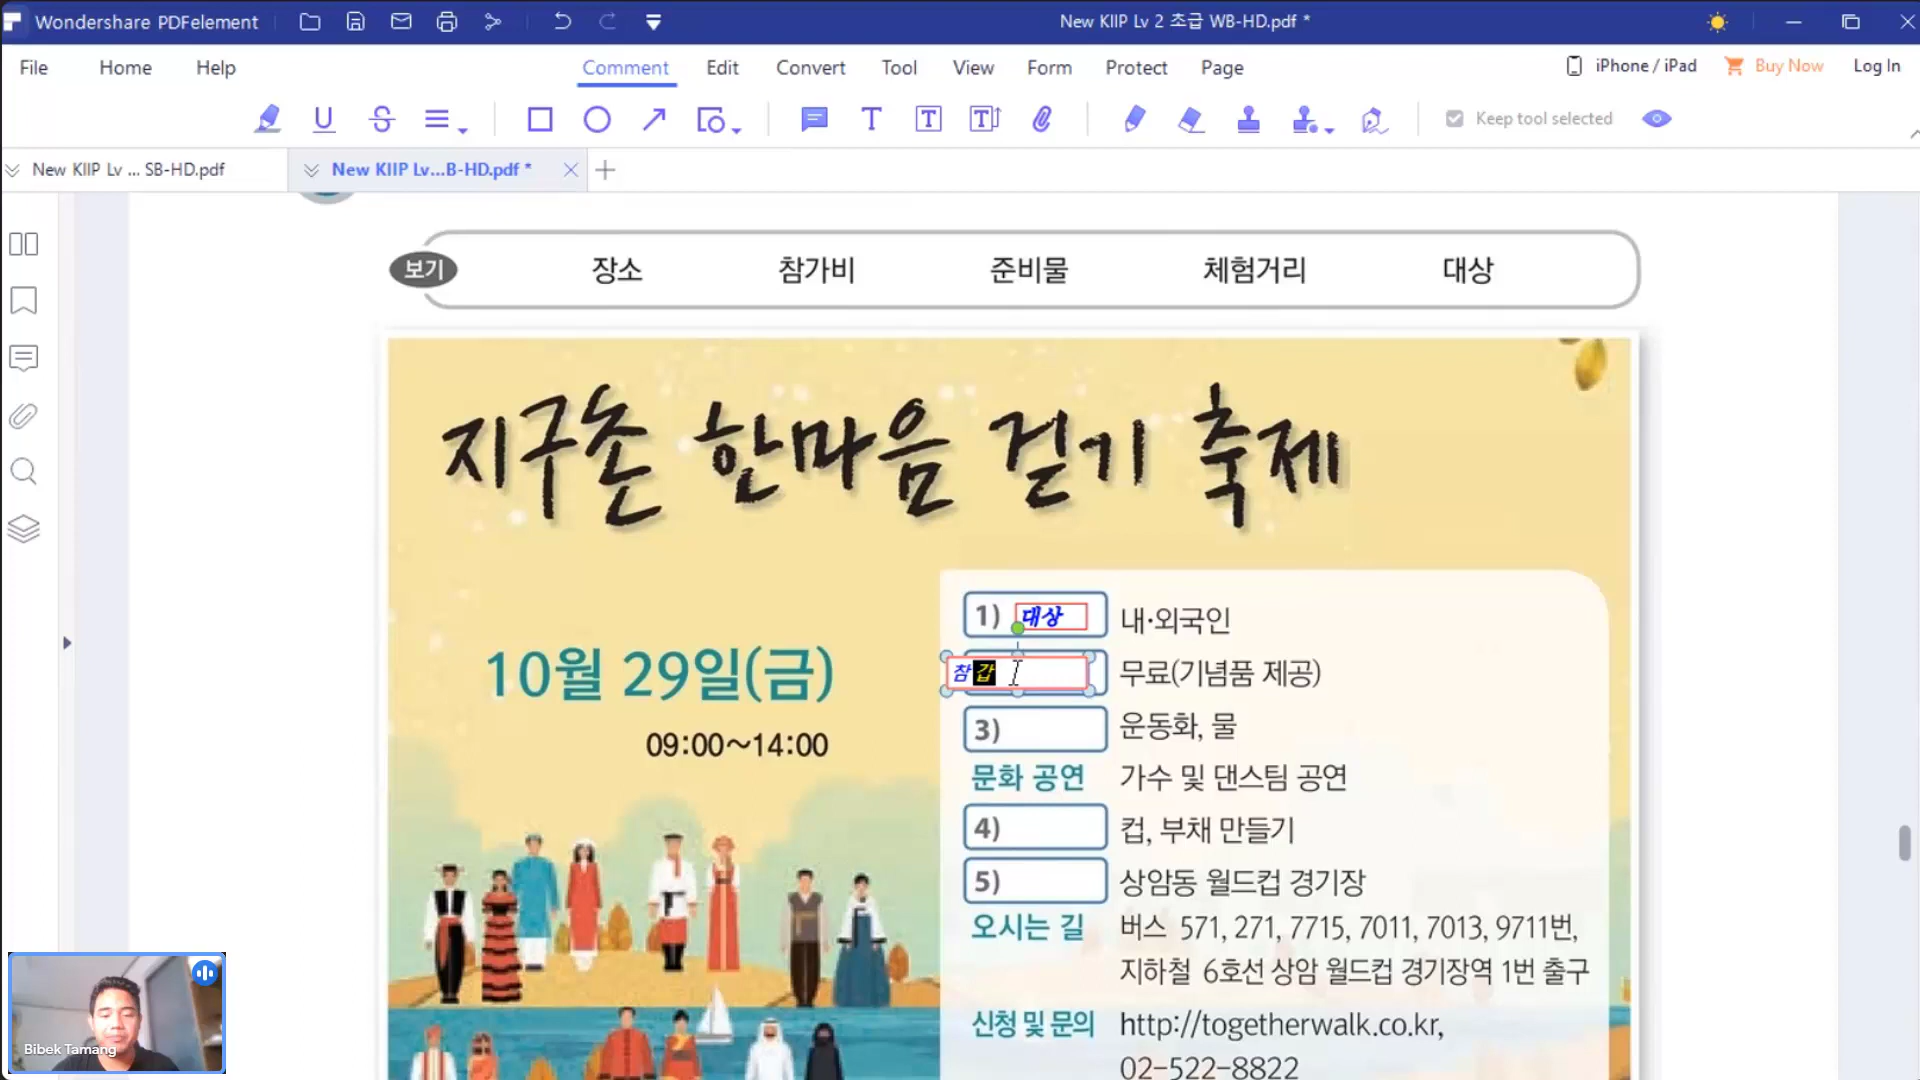 Wondershare PDFelement
New KIIP Lv 2 초급 WB-HD.pdf *
File Home Help Comment Edit Convert Tool View Form Protect Page iPhone / iPad Buy Now Log In
Keep tool selected
New KIIP Lv ... SB-HD.pdf
New KIIP Lv...B-HD.pdf *
보기 장소 참가비 준비물 체험거리 대상
지구촌 한마음 걷기 축제
10월 29일(금)
09:00~14:00
1) 대상 내·외국인
참갑 무료(기념품 제공)
3) 운동화, 물
문화 공연 가수 및 댄스팀 공연
4) 컵, 부채 만들기
5) 상암동 월드컵 경기장
오시는 길 버스 571, 271, 7715, 7011, 7013, 9711번,
지하철 6호선 상암 월드컵 경기장역 1번 출구
신청 및 문의 http://togetherwalk.co.kr,
02-522-8822
Bibek Tamang